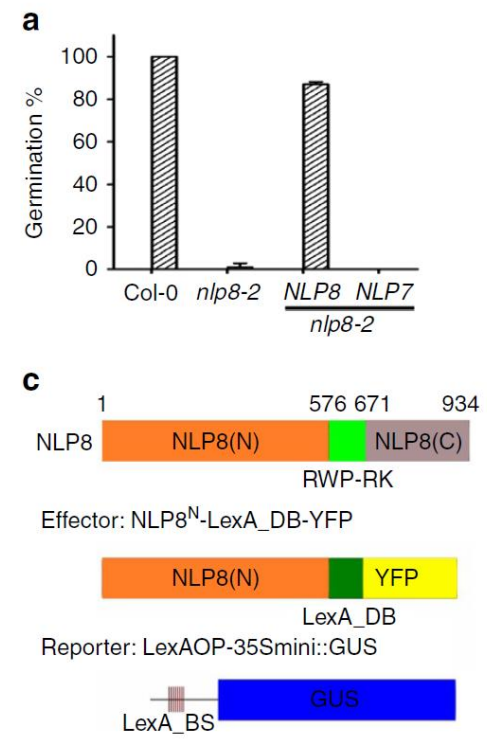 a
Germination %
100
80
60
40
20
0
Col-0 nlp8-2 NLP8 NLP7
nlp8-2
c
1 576 671 934
NLP8 NLP8(N) NLP8(C)
RWP-RK
Effector: NLP8ᴺ-LexA_DB-YFP
NLP8(N) YFP
LexA_DB
Reporter: LexAOP-35Smini::GUS
GUS
LexA_BS